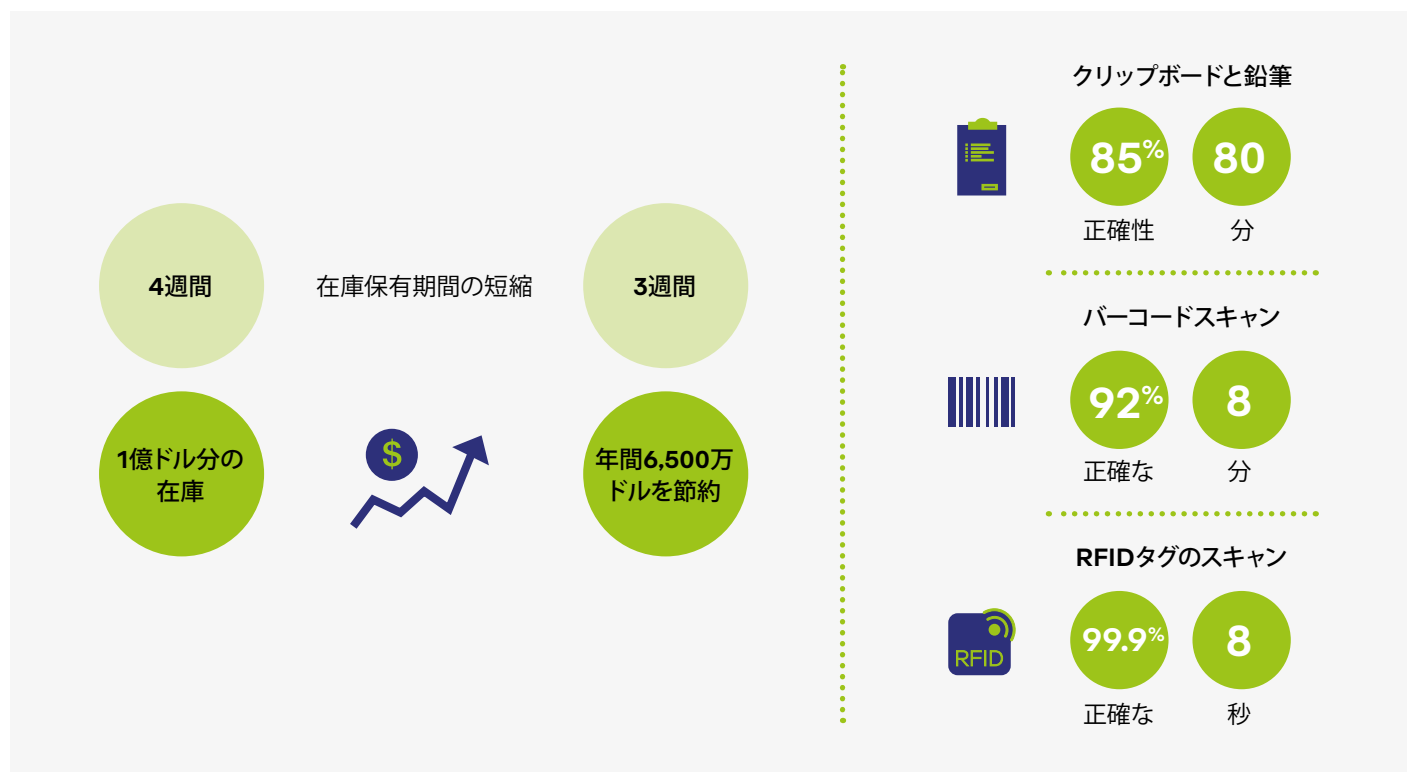 4週間
在庫保有期間の短縮
3週間
1億ドル分の
在庫
$
年間6,500万
ドルを節約
クリップボードと鉛筆
85%
80
正確性
分
バーコードスキャン
92%
8
正確な
分
RFIDタグのスキャン
RFID
99.9%
8
正確な
秒